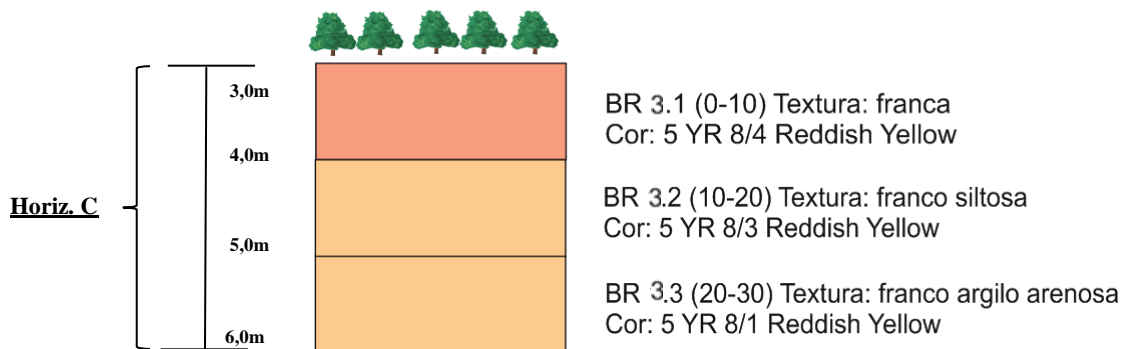 3,0m
BR 3.1 (0-10) Textura: franca
Cor: 5 YR 8/4 Reddish Yellow
4,0m
Horiz. C
BR 3.2 (10-20) Textura: franco siltosa
Cor: 5 YR 8/3 Reddish Yellow
5,0m
BR 3.3 (20-30) Textura: franco argilo arenosa
Cor: 5 YR 8/1 Reddish Yellow
6,0m